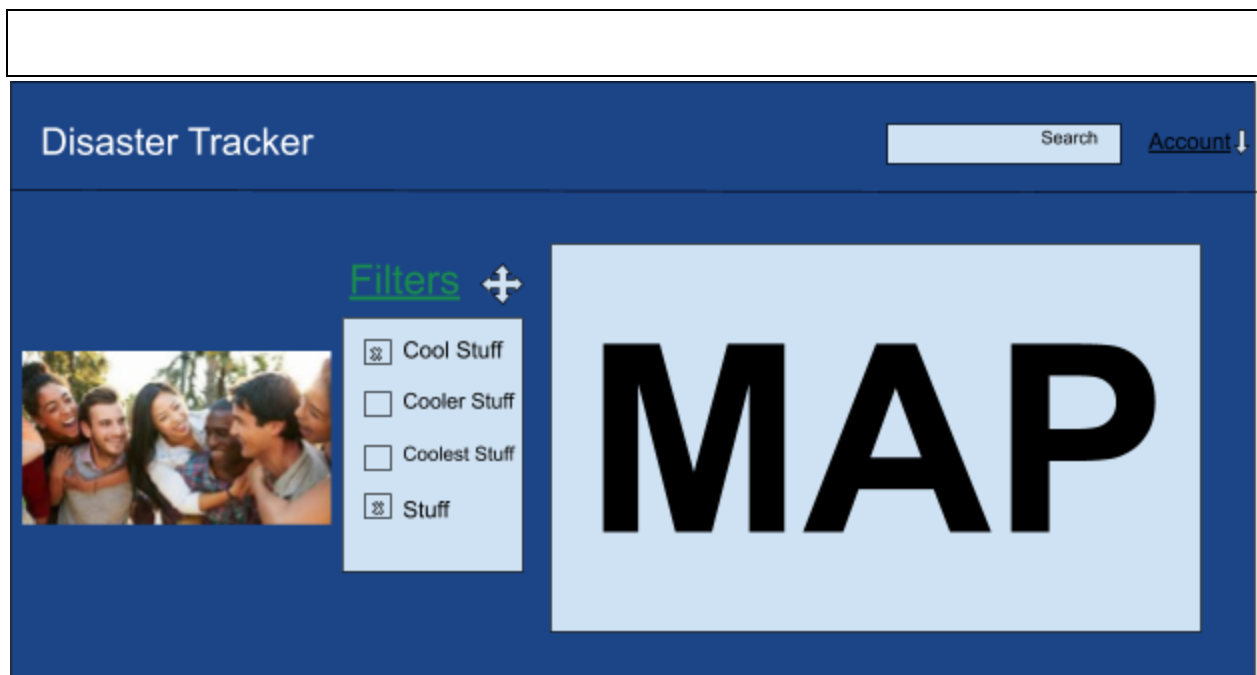 Disaster Tracker
Search
Account
Filters
Cool Stuff
Cooler Stuff
Coolest Stuff
Stuff
MAP